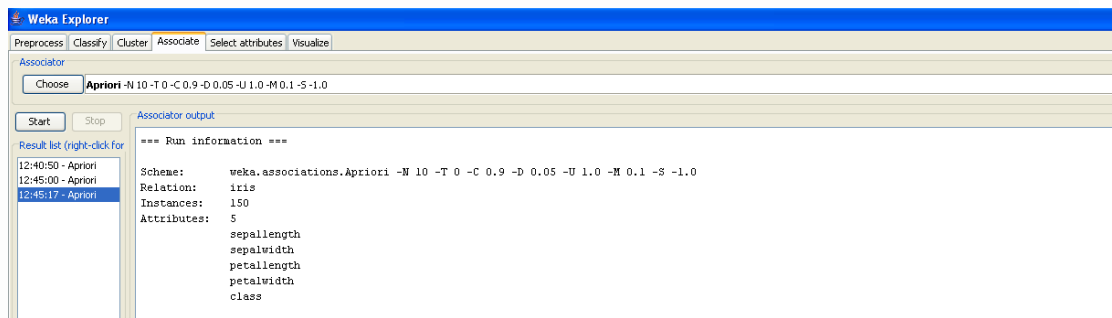 Weka Explorer
Preprocess Classify Cluster Associate Select attributes Visualize
Associator
Choose Apriori -N 10 -T 0 -C 0.9 -D 0.05 -U 1.0 -M 0.1 -S -1.0
Start Stop
Result list (right-click for
12:40:50 - Apriori
12:45:00 - Apriori
12:45:17 - Apriori
Associator output
=== Run information ===
Scheme: weka.associations.Apriori -N 10 -T 0 -C 0.9 -D 0.05 -U 1.0 -M 0.1 -S -1.0
Relation: iris
Instances: 150
Attributes: 5
sepallength
sepalwidth
petallength
petalwidth
class